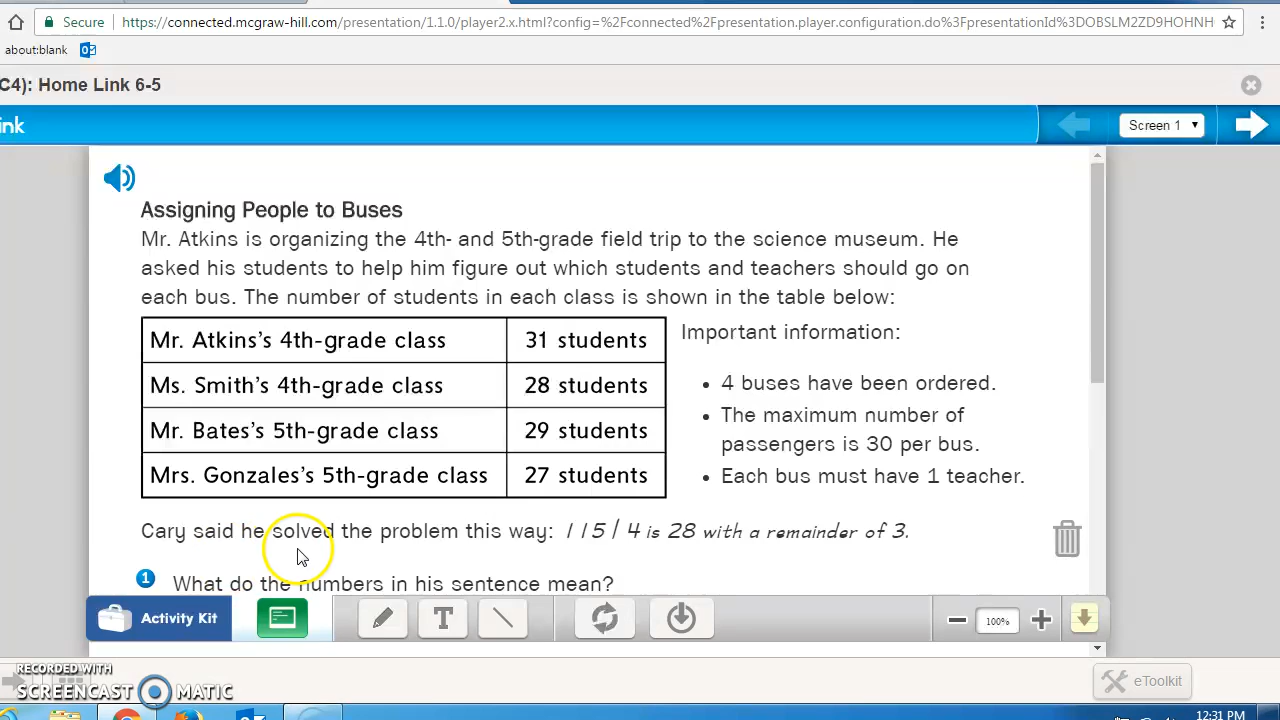 Secure https://connected.mcgraw-hill.com/presentation/1.1.0/player2.x.html?config=%2Fconnected%2Fpresentation.player.configuration.do%3FpresentationId%3DOBSLM2ZD9HOHNH
about:blank
C4): Home Link 6-5
ink
Screen 1
Assigning People to Buses
Mr. Atkins is organizing the 4th- and 5th-grade field trip to the science museum. He
asked his students to help him figure out which students and teachers should go on
each bus. The number of students in each class is shown in the table below:
Mr. Atkins's 4th-grade class 31 students
Ms. Smith's 4th-grade class 28 students
Mr. Bates's 5th-grade class 29 students
Mrs. Gonzales's 5th-grade class 27 students
Important information:
• 4 buses have been ordered.
• The maximum number of
passengers is 30 per bus.
• Each bus must have 1 teacher.
Cary said he solved the problem this way: 115 / 4 is 28 with a remainder of 3.
1 What do the numbers in his sentence mean?
Activity Kit
T
100%
RECORDED WITH
SCREENCAST MATIC
eToolkit
12:31 PM